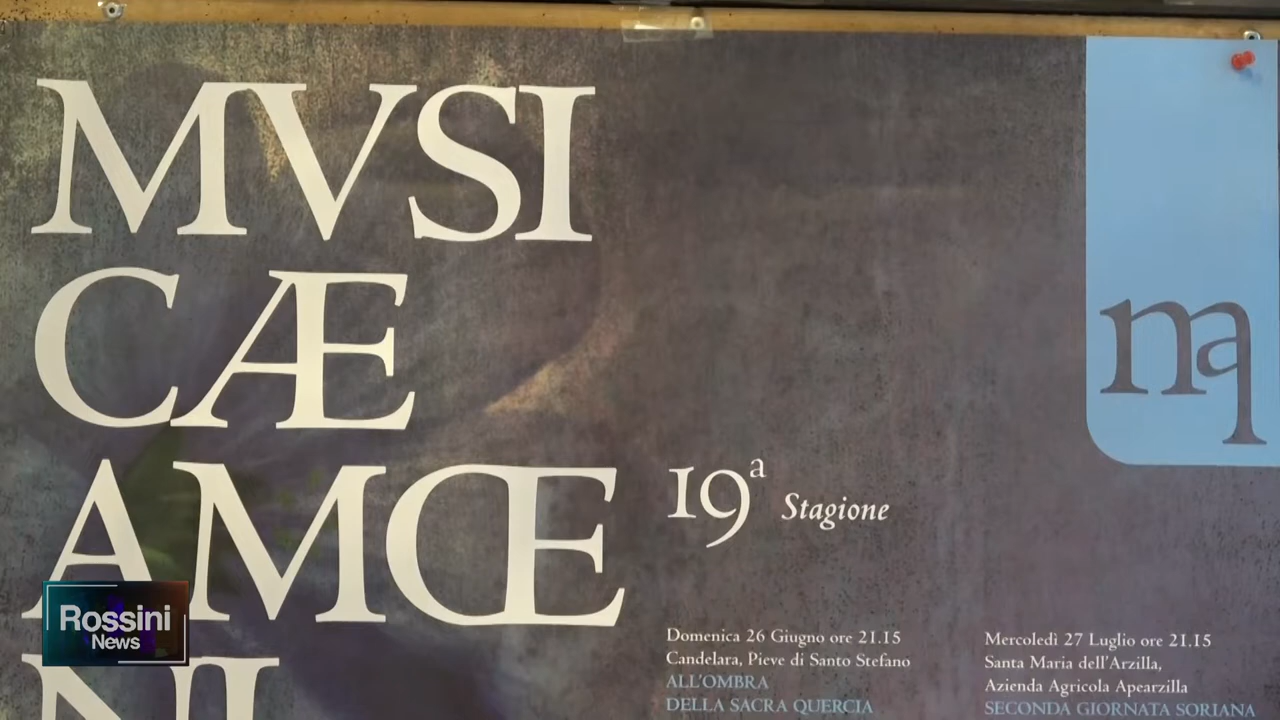 MVSI
CÆ
AMŒ
NI
19ª Stagione
Domenica 26 Giugno ore 21.15
Candelara, Pieve di Santo Stefano
ALL'OMBRA
DELLA SACRA QUERCIA
Mercoledì 27 Luglio ore 21.15
Santa Maria dell'Arzilla,
Azienda Agricola Apearzilla
SECONDA GIORNATA SORIANA
ma
Rossini
News